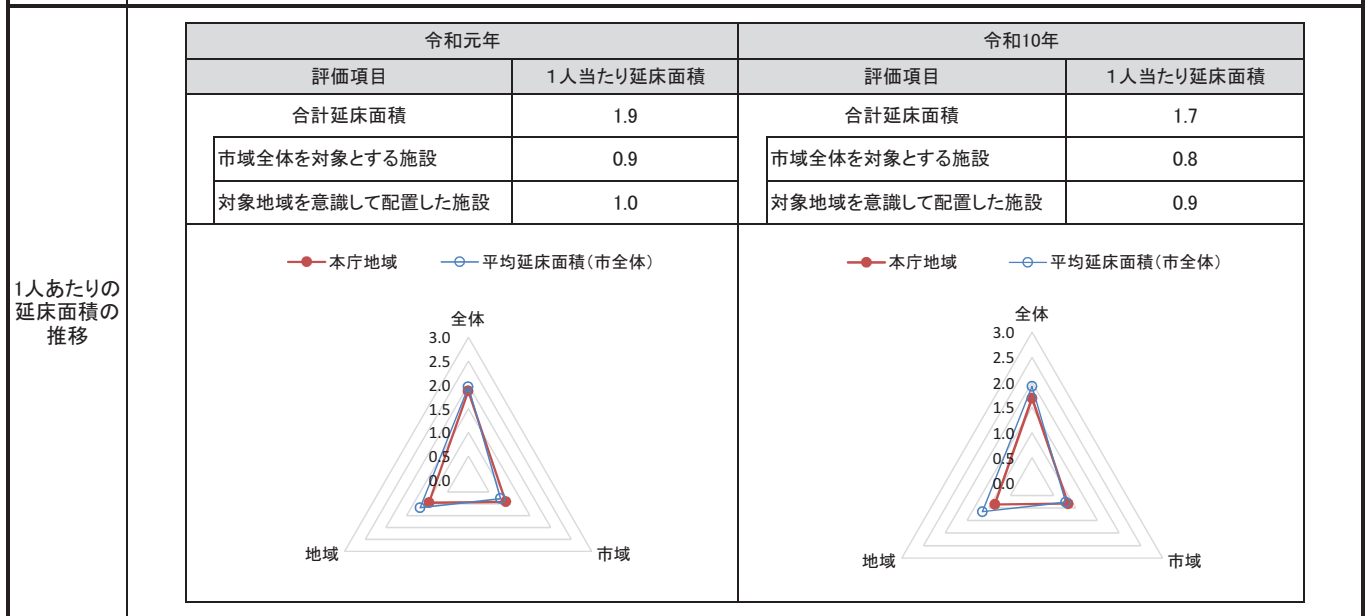 1人あたりの
延床面積の
推移
令和元年
評価項目 1人当たり延床面積
合計延床面積 1.9
市域全体を対象とする施設 0.9
対象地域を意識して配置した施設 1.0
本庁地域 平均延床面積(市全体)
全体
3.0
2.5
2.0
1.5
1.0
0.5
0.0
地域 市域
令和10年
評価項目 1人当たり延床面積
合計延床面積 1.7
市域全体を対象とする施設 0.8
対象地域を意識して配置した施設 0.9
本庁地域 平均延床面積(市全体)
全体
3.0
2.5
2.0
1.5
1.0
0.5
0.0
地域 市域